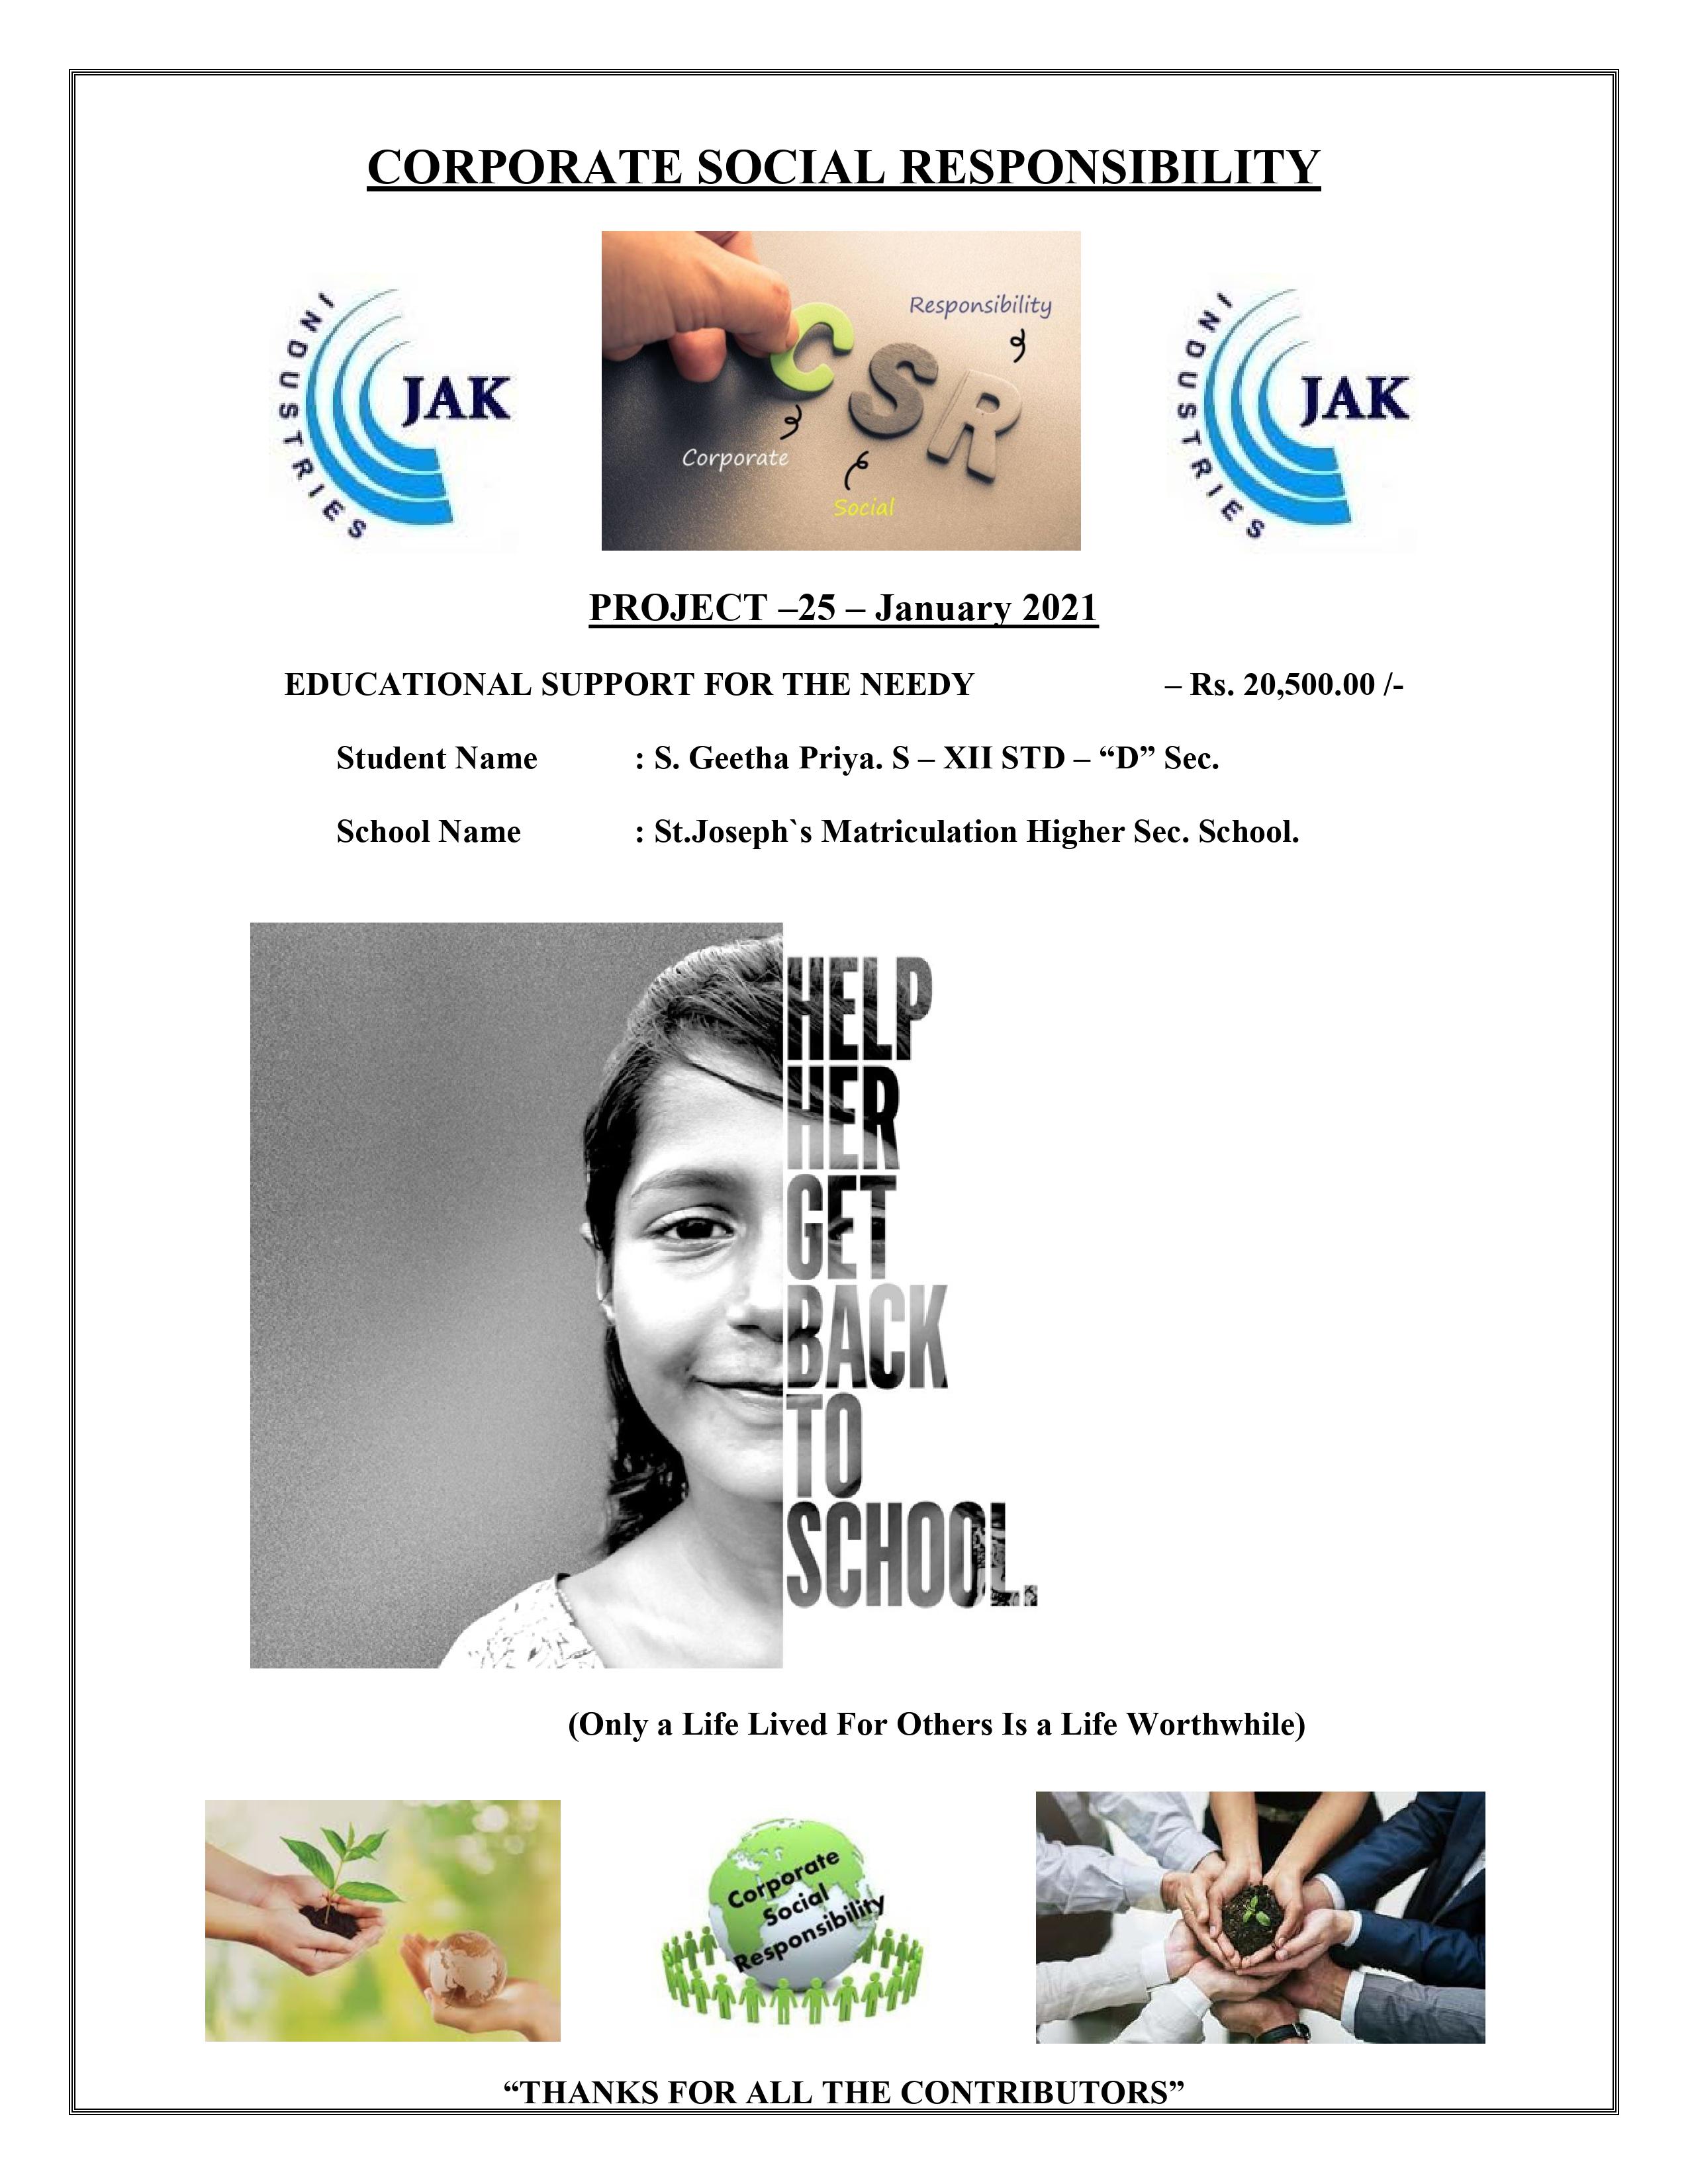 CORPORATE SOCIAL RESPONSIBILITY
INDUSTRIES
JAK
Responsibility
CSR
Corporate
Social
INDUSTRIES
JAK
PROJECT –25 – January 2021
EDUCATIONAL SUPPORT FOR THE NEEDY – Rs. 20,500.00 /-
Student Name : S. Geetha Priya. S – XII STD – “D” Sec.
School Name : St.Joseph`s Matriculation Higher Sec. School.
HELP
HER
GET
BACK
TO
SCHOOL.
(Only a Life Lived For Others Is a Life Worthwhile)
Corporate
Social
Responsibility
“THANKS FOR ALL THE CONTRIBUTORS”